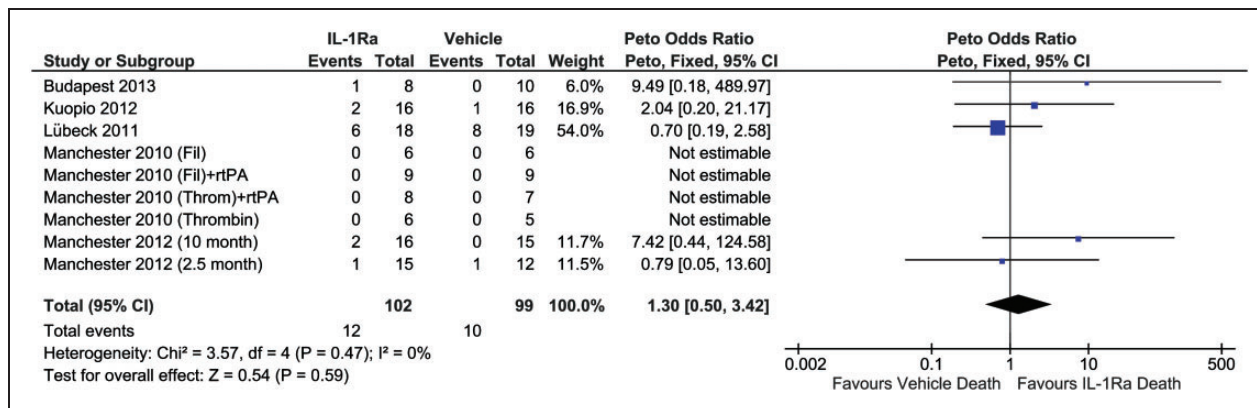 IL-1Ra Vehicle Peto Odds Ratio Peto Odds Ratio
Study or Subgroup Events Total Events Total Weight Peto, Fixed, 95% CI Peto, Fixed, 95% CI
Budapest 2013 1 8 0 10 6.0% 9.49 [0.18, 489.97]
Kuopio 2012 2 16 1 16 16.9% 2.04 [0.20, 21.17]
Lübeck 2011 6 18 8 19 54.0% 0.70 [0.19, 2.58]
Manchester 2010 (Fil) 0 6 0 6 Not estimable
Manchester 2010 (Fil)+rtPA 0 9 0 9 Not estimable
Manchester 2010 (Throm)+rtPA 0 8 0 7 Not estimable
Manchester 2010 (Thrombin) 0 6 0 5 Not estimable
Manchester 2012 (10 month) 2 16 0 15 11.7% 7.42 [0.44, 124.58]
Manchester 2012 (2.5 month) 1 15 1 12 11.5% 0.79 [0.05, 13.60]
Total (95% CI) 102 99 100.0% 1.30 [0.50, 3.42]
Total events 12 10
Heterogeneity: Chi² = 3.57, df = 4 (P = 0.47); I² = 0%
Test for overall effect: Z = 0.54 (P = 0.59)
0.002 0.1 1 10 500
Favours Vehicle Death Favours IL-1Ra Death